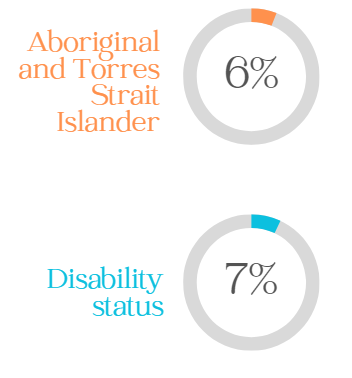 Aboriginal
and Torres
Strait
Islander
6%
Disability
status
7%